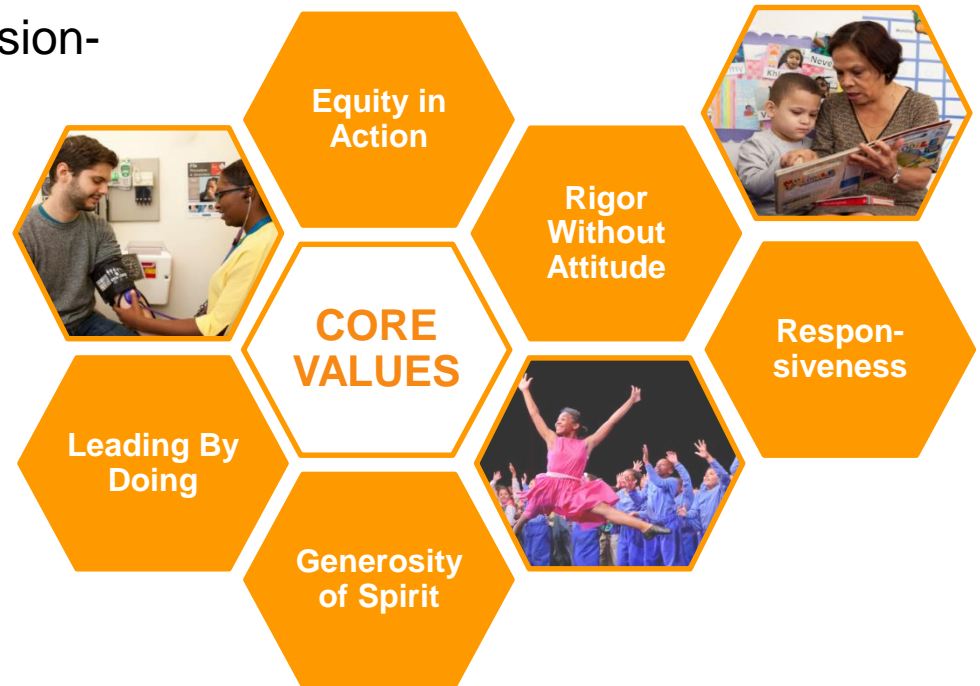 sion-
Equity in
Action
Rigor
Without
Attitude
CORE
VALUES
Respon-
siveness
Leading By
Doing
Generosity
of Spirit